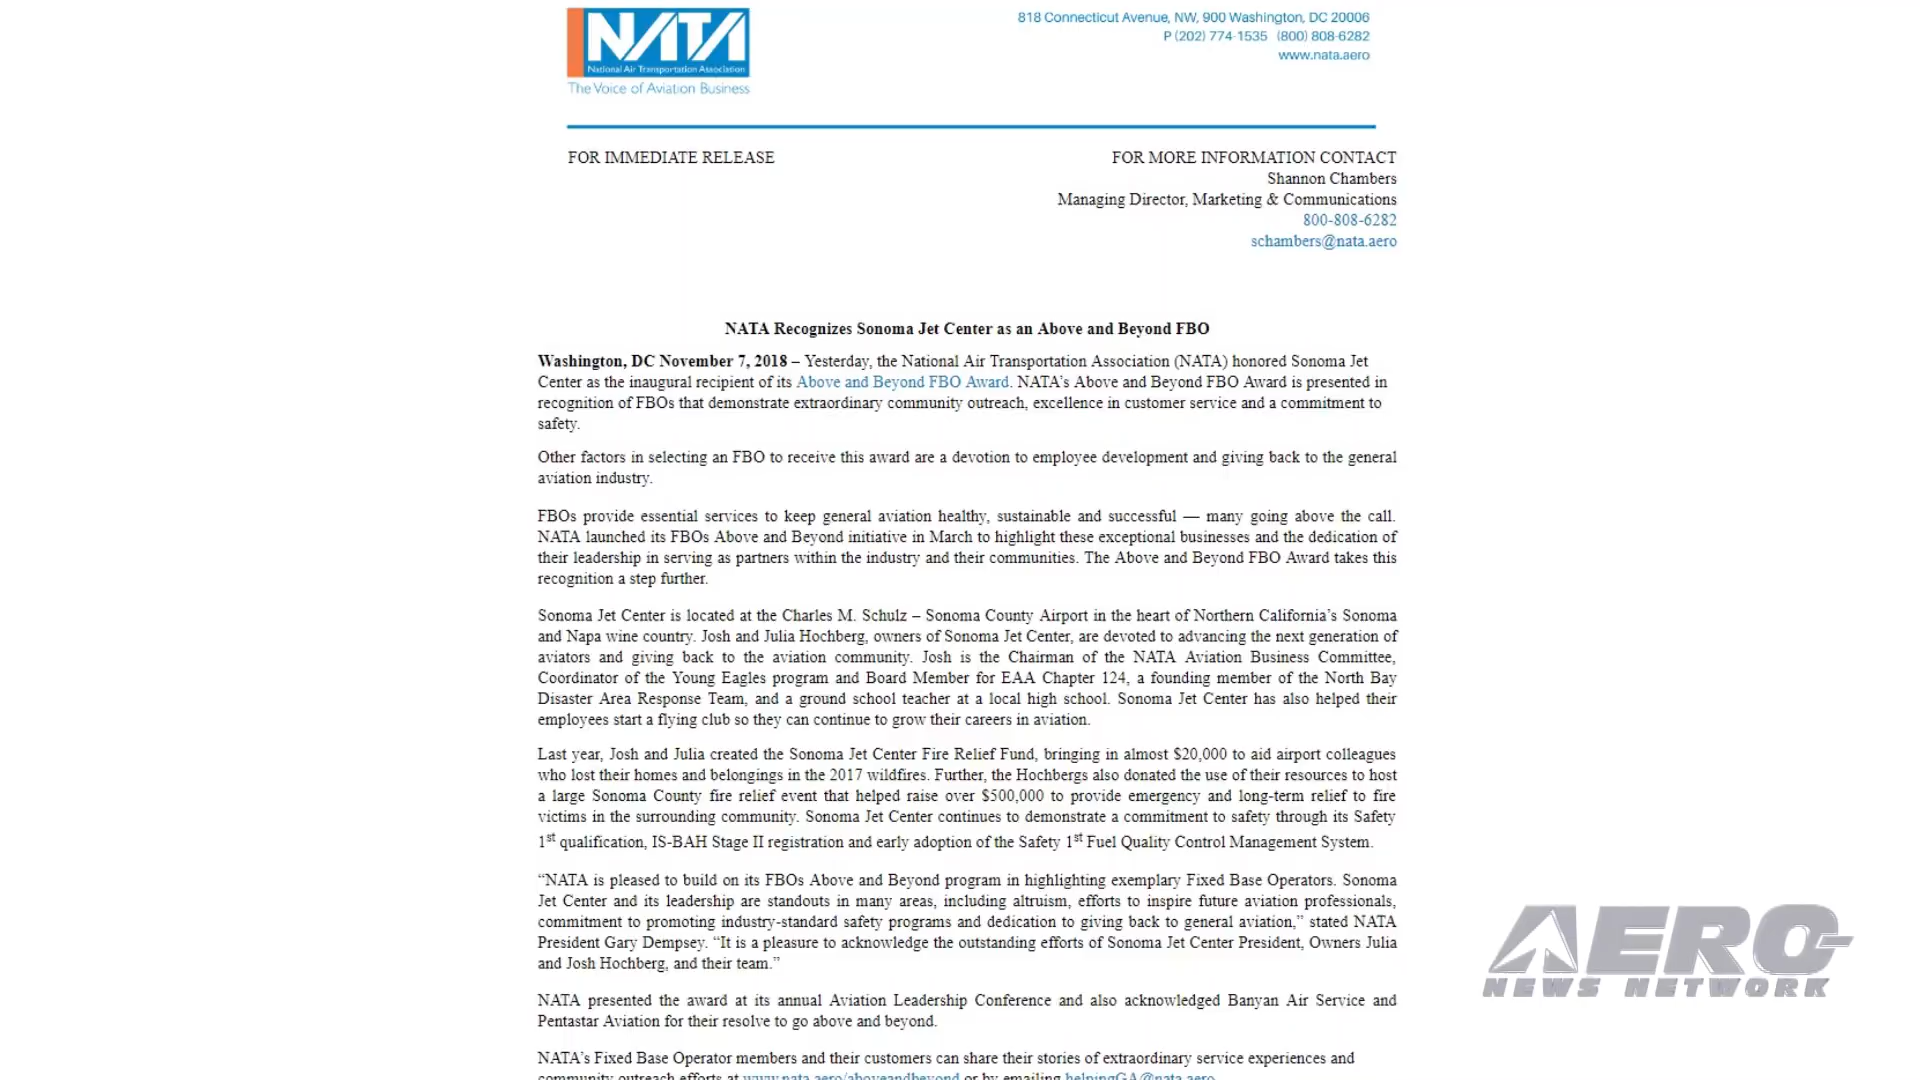 NATA
National Air Transportation Association
The Voice of Aviation Business
818 Connecticut Avenue, NW, 900 Washington, DC 20006
P (202) 774-1535 (800) 808-6282
www.nata.aero
FOR IMMEDIATE RELEASE
FOR MORE INFORMATION CONTACT
Shannon Chambers
Managing Director, Marketing & Communications
800-808-6282
schambers@nata.aero
NATA Recognizes Sonoma Jet Center as an Above and Beyond FBO
Washington, DC November 7, 2018 – Yesterday, the National Air Transportation Association (NATA) honored Sonoma Jet
Center as the inaugural recipient of its Above and Beyond FBO Award. NATA’s Above and Beyond FBO Award is presented in
recognition of FBOs that demonstrate extraordinary community outreach, excellence in customer service and a commitment to
safety.
Other factors in selecting an FBO to receive this award are a devotion to employee development and giving back to the general
aviation industry.
FBOs provide essential services to keep general aviation healthy, sustainable and successful — many going above the call.
NATA launched its FBOs Above and Beyond initiative in March to highlight these exceptional businesses and the dedication of
their leadership in serving as partners within the industry and their communities. The Above and Beyond FBO Award takes this
recognition a step further.
Sonoma Jet Center is located at the Charles M. Schulz – Sonoma County Airport in the heart of Northern California’s Sonoma
and Napa wine country. Josh and Julia Hochberg, owners of Sonoma Jet Center, are devoted to advancing the next generation of
aviators and giving back to the aviation community. Josh is the Chairman of the NATA Aviation Business Committee,
Coordinator of the Young Eagles program and Board Member for EAA Chapter 124, a founding member of the North Bay
Disaster Area Response Team, and a ground school teacher at a local high school. Sonoma Jet Center has also helped their
employees start a flying club so they can continue to grow their careers in aviation.
Last year, Josh and Julia created the Sonoma Jet Center Fire Relief Fund, bringing in almost $20,000 to aid airport colleagues
who lost their homes and belongings in the 2017 wildfires. Further, the Hochbergs also donated the use of their resources to host
a large Sonoma County fire relief event that helped raise over $500,000 to provide emergency and long-term relief to fire
victims in the surrounding community. Sonoma Jet Center continues to demonstrate a commitment to safety through its Safety
1st qualification, IS-BAH Stage II registration and early adoption of the Safety 1st Fuel Quality Control Management System.
“NATA is pleased to build on its FBOs Above and Beyond program in highlighting exemplary Fixed Base Operators. Sonoma
Jet Center and its leadership are standouts in many areas, including altruism, efforts to inspire future aviation professionals,
commitment to promoting industry-standard safety programs and dedication to giving back to general aviation,” stated NATA
President Gary Dempsey. “It is a pleasure to acknowledge the outstanding efforts of Sonoma Jet Center President, Owners Julia
and Josh Hochberg, and their team.”
NATA presented the award at its annual Aviation Leadership Conference and also acknowledged Banyan Air Service and
Pentastar Aviation for their resolve to go above and beyond.
NATA’s Fixed Base Operator members and their customers can share their stories of extraordinary service experiences and
community outreach efforts at www.nata.aero/aboveandbeyond or by emailing helpingGA@nata.aero.
AERO-
NEWS NETWORK